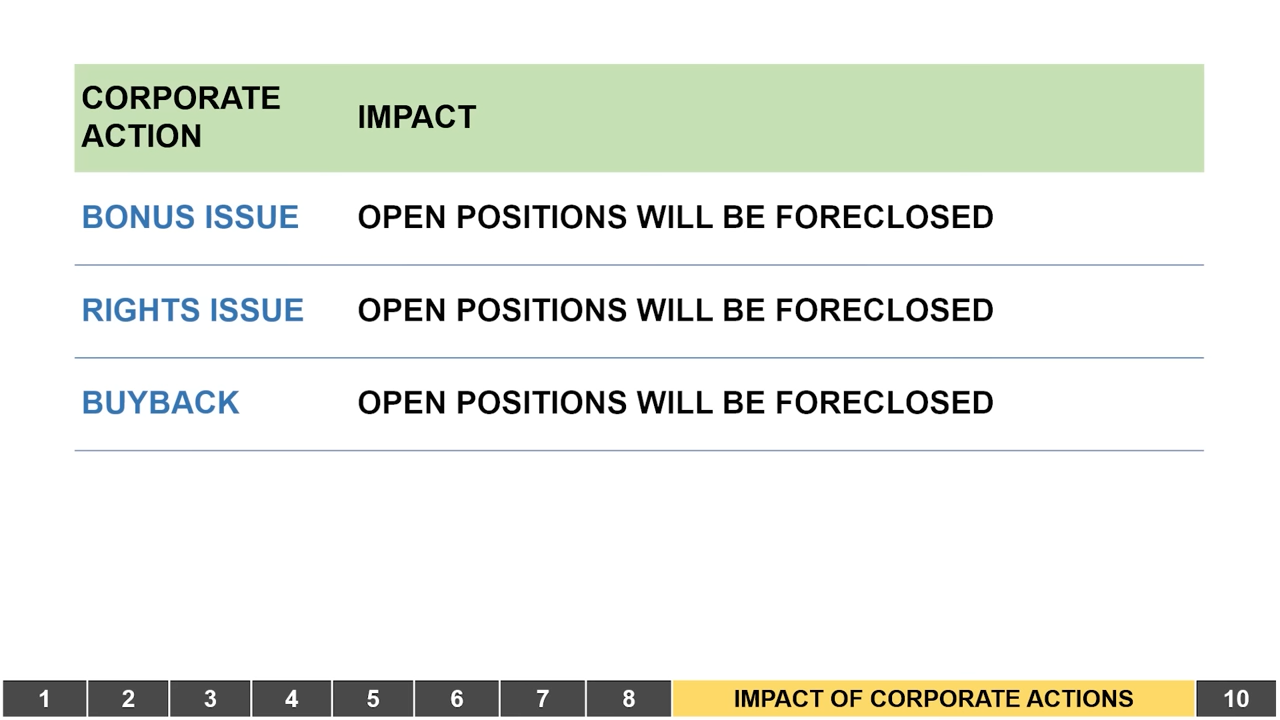 CORPORATE
ACTION
IMPACT
BONUS ISSUE OPEN POSITIONS WILL BE FORECLOSED
RIGHTS ISSUE OPEN POSITIONS WILL BE FORECLOSED
BUYBACK OPEN POSITIONS WILL BE FORECLOSED
1 2 3 4 5 6 7 8 IMPACT OF CORPORATE ACTIONS 10